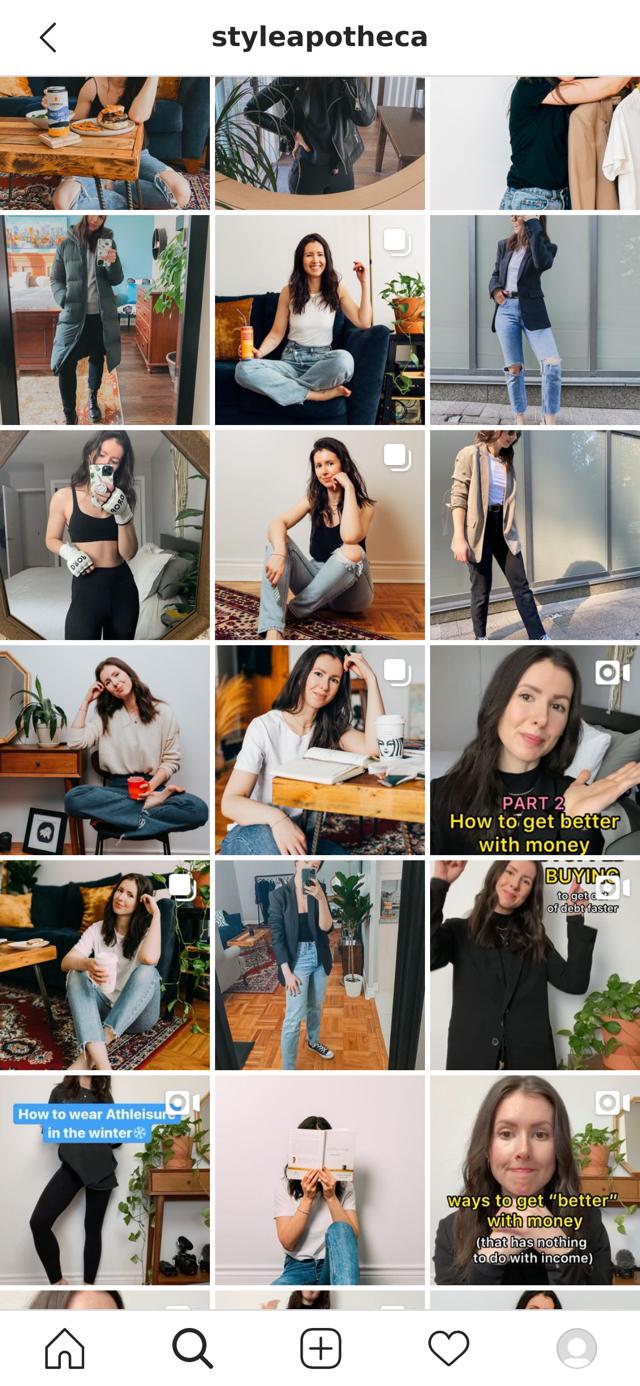 styleapotheca
PART 2
How to get better
with money
BUYING
to get
of debt faster
How to wear Athleisure
in the winter❄
ways to get “better”
with money
(that has nothing
to do with income)